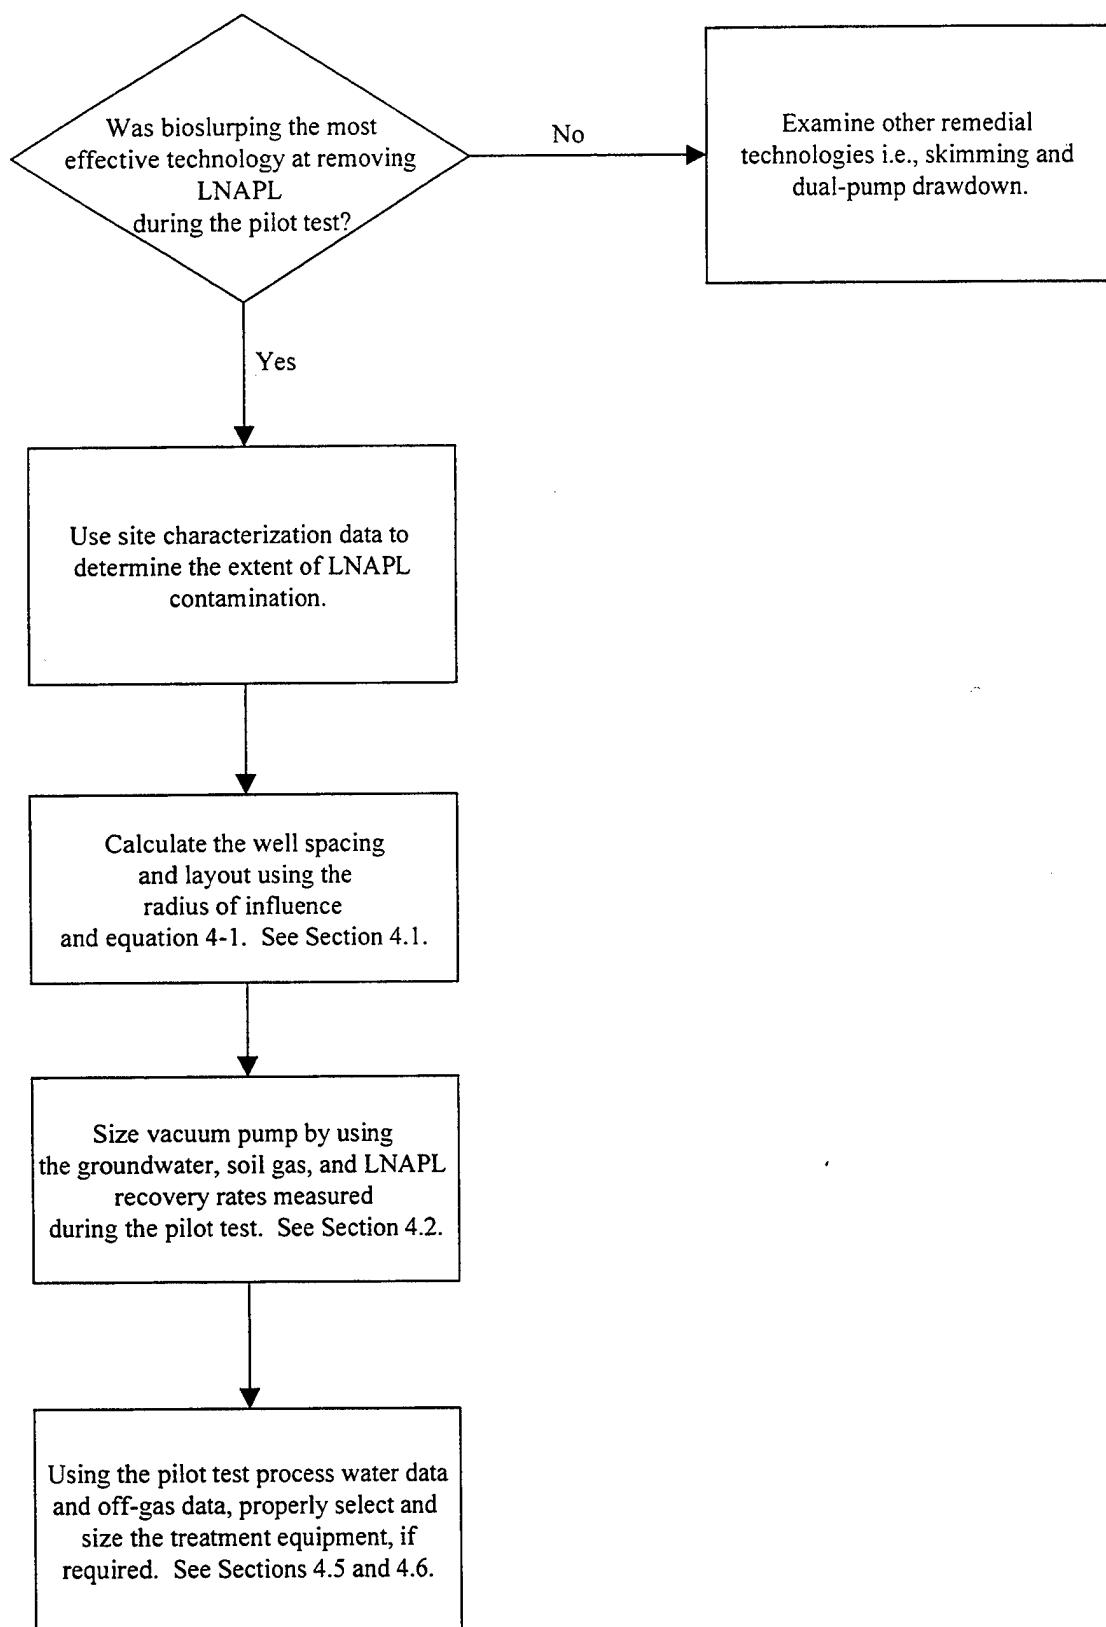 Was bioslurping the most
effective technology at removing
LNAPL
during the pilot test?
No
Examine other remedial
technologies i.e., skimming and
dual-pump drawdown.
Yes
Use site characterization data to
determine the extent of LNAPL
contamination.
Calculate the well spacing
and layout using the
radius of influence
and equation 4-1.  See Section 4.1.
Size vacuum pump by using
the groundwater, soil gas, and LNAPL
recovery rates measured
during the pilot test.  See Section 4.2.
Using the pilot test process water data
and off-gas data, properly select and
size the treatment equipment, if
required.  See Sections 4.5 and 4.6.